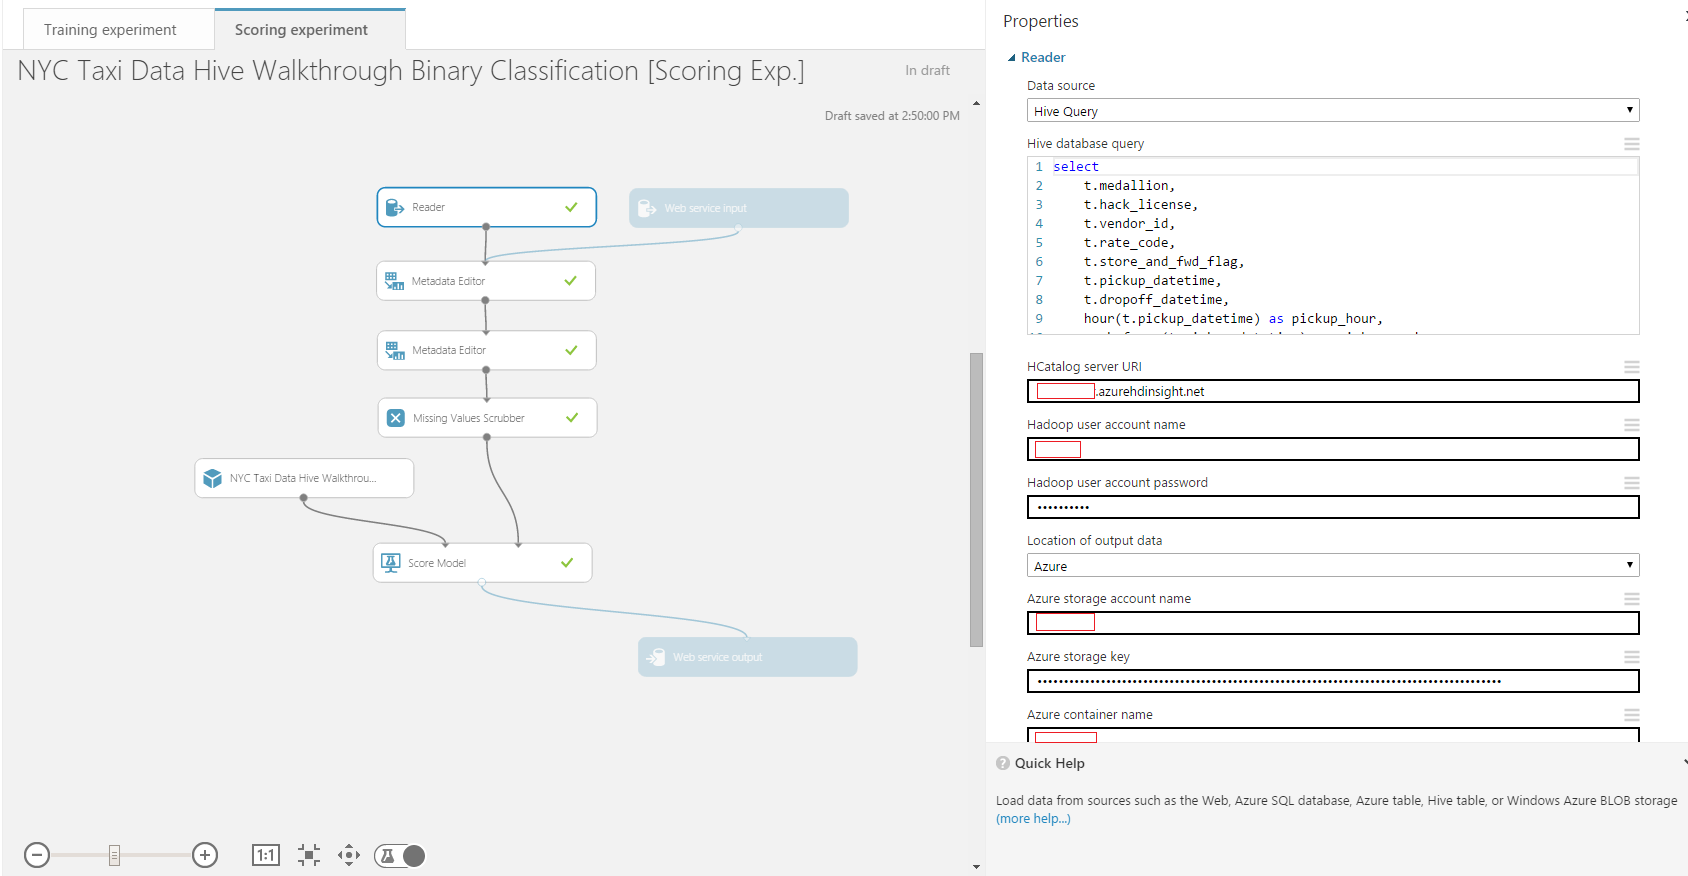 Training experiment
Scoring experiment
NYC Taxi Data Hive Walkthrough Binary Classification [Scoring Exp.]
In draft
Draft saved at 2:50:00 PM
Reader
Web service input
Metadata Editor
Metadata Editor
Missing Values Scrubber
NYC Taxi Data Hive Walkthrou...
Score Model
Web service output
1:1
Properties
Reader
Data source
Hive Query
Hive database query
1 select
2 t.medallion,
3 t.hack_license,
4 t.vendor_id,
5 t.rate_code,
6 t.store_and_fwd_flag,
7 t.pickup_datetime,
8 t.dropoff_datetime,
9 hour(t.pickup_datetime) as pickup_hour,
HCatalog server URI
.azurehdinsight.net
Hadoop user account name
Hadoop user account password
Location of output data
Azure
Azure storage account name
Azure storage key
Azure container name
Quick Help
Load data from sources such as the Web, Azure SQL database, Azure table, Hive table, or Windows Azure BLOB storage
(more help...)